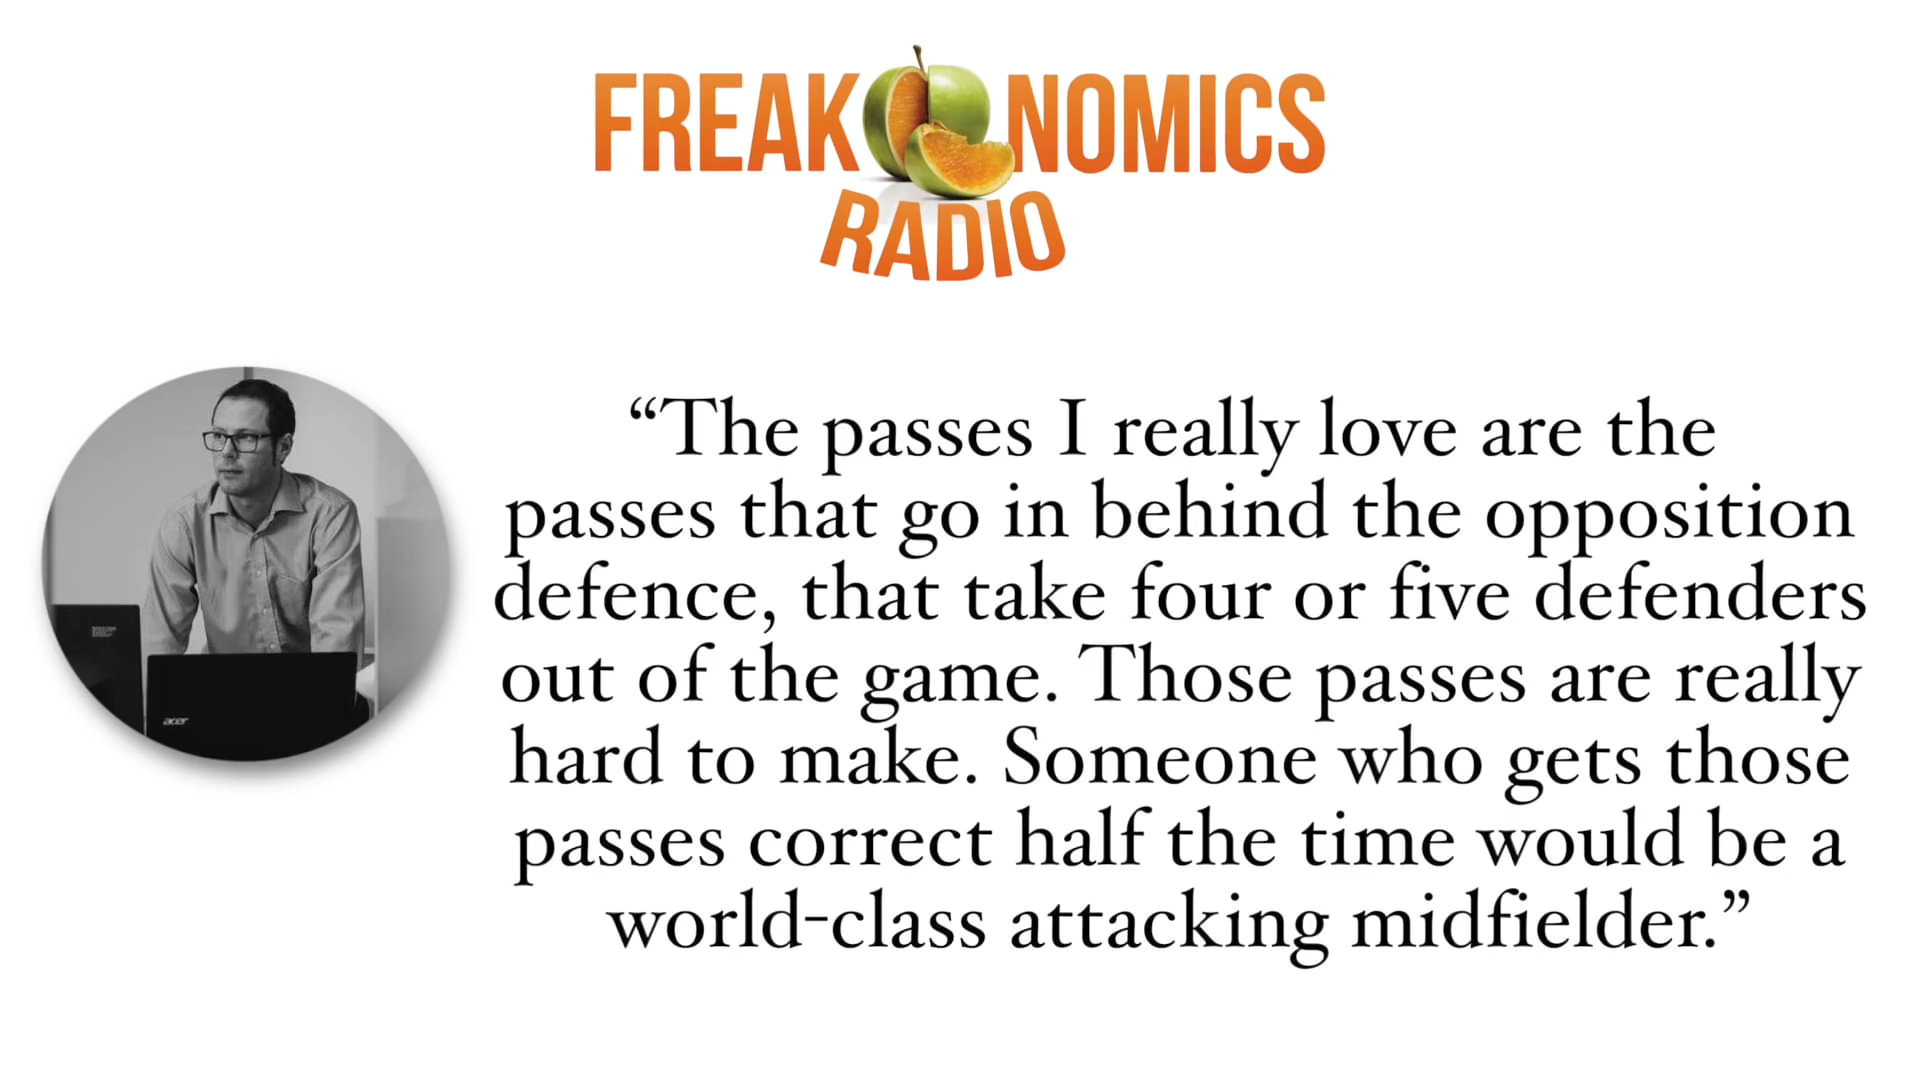 FREAKONOMICS
RADIO
“The passes I really love are the
passes that go in behind the opposition
defence, that take four or five defenders
out of the game. Those passes are really
hard to make. Someone who gets those
passes correct half the time would be a
world-class attacking midfielder.”
acer